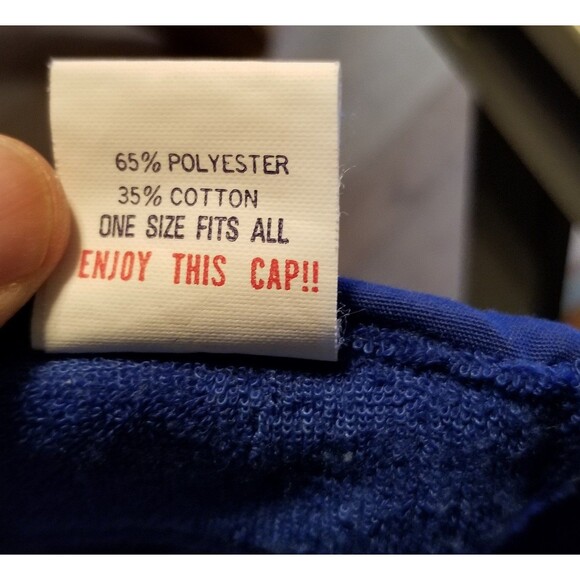 65% POLYESTER
35% COTTON
ONE SIZE FITS ALL
ENJOY THIS CAP!!